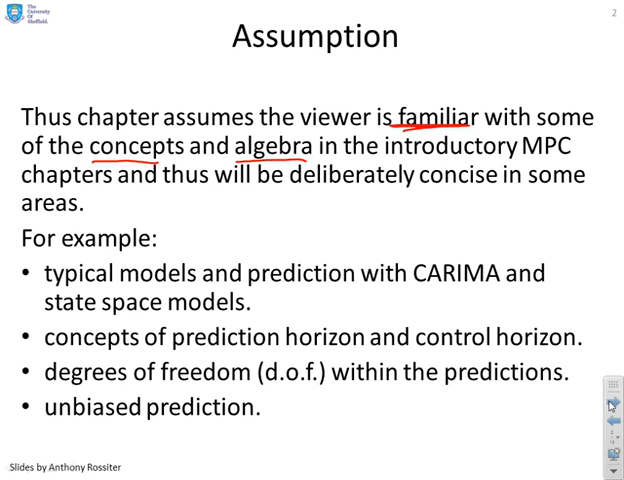 The
University
Of
Sheffield.
2
Assumption
Thus chapter assumes the viewer is familiar with some
of the concepts and algebra in the introductory MPC
chapters and thus will be deliberately concise in some
areas.
For example:
• typical models and prediction with CARIMA and
state space models.
• concepts of prediction horizon and control horizon.
• degrees of freedom (d.o.f.) within the predictions.
• unbiased prediction.
Slides by Anthony Rossiter